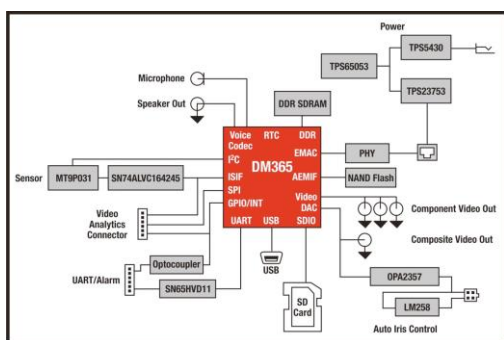 Power
TPS5430
TPS65053
TPS23753
Microphone
Speaker Out
DDR SDRAM
Voice Codec
RTC
DDR
EMAC
PHY
I²C
DM365
Sensor
MT9P031
SN74ALVC164245
ISIF
AEMIF
NAND Flash
SPI
Video DAC
GPIO/INT
Component Video Out
Video
Analytics
Connector
UART
USB
SDIO
Composite Video Out
Optocoupler
UART/Alarm
SN65HVD11
USB
OPA2357
SD
Card
LM258
Auto Iris Control